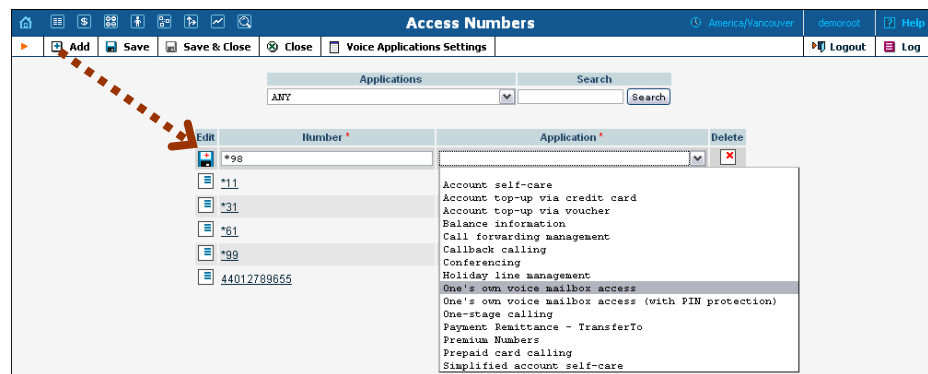 Access Numbers America/Vancouver demoroot Help
Add Save Save & Close Close Voice Applications Settings Logout Log
Applications Search
ANY Search
Edit Number * Application * Delete
*98
*11
*31
*61
*99
44012789655
Account self-care
Account top-up via credit card
Account top-up via voucher
Balance information
Call forwarding management
Callback calling
Conferencing
Holiday line management
One's own voice mailbox access
One's own voice mailbox access (with PIN protection)
One-stage calling
Payment Remittance - TransferTo
Premium Numbers
Prepaid card calling
Simplified account self-care